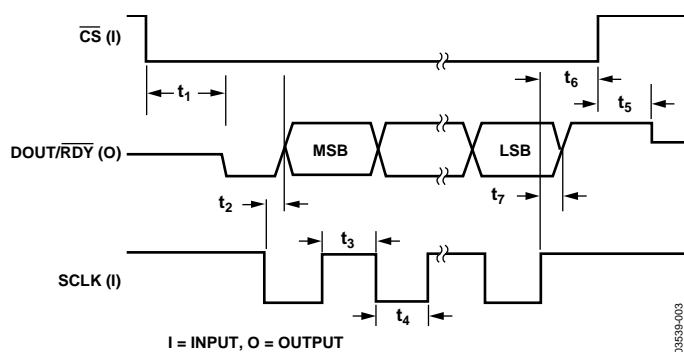 CS (I)
t6
t1
t5
DOUT/RDY (O)
MSB
LSB
t7
t2
t3
SCLK (I)
t4
I = INPUT, O = OUTPUT
03539-003